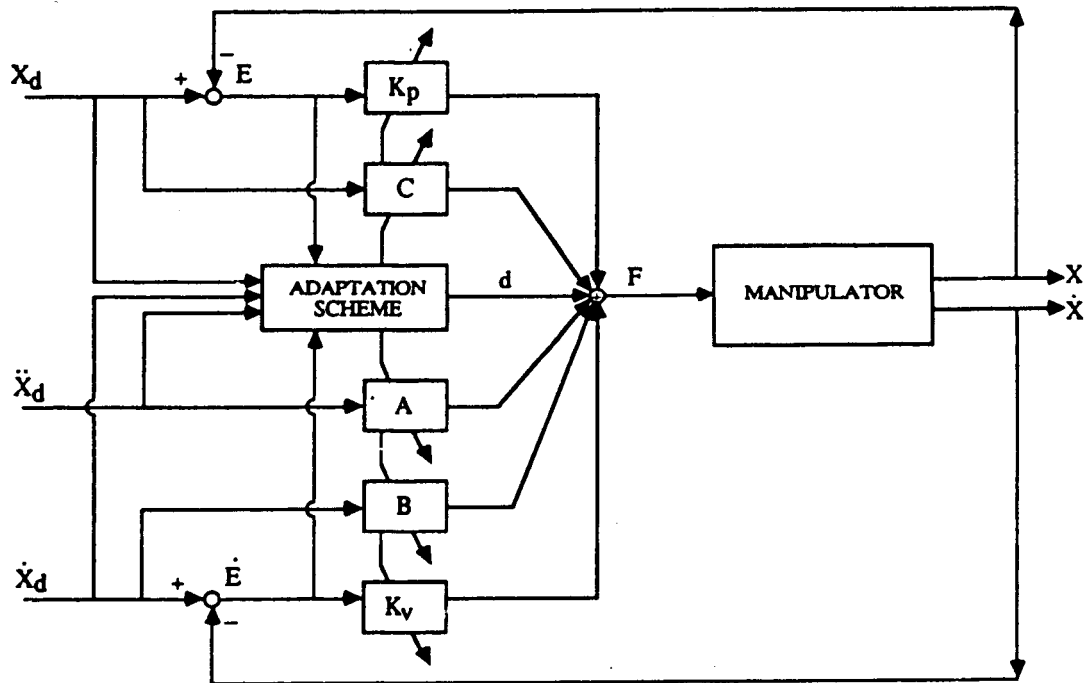 X_d
+
−
E
K_p
C
ADAPTATION
SCHEME
d
+
F
MANIPULATOR
X
Ẋ
Ẍ_d
A
B
Ẋ_d
+
−
Ė
K_v